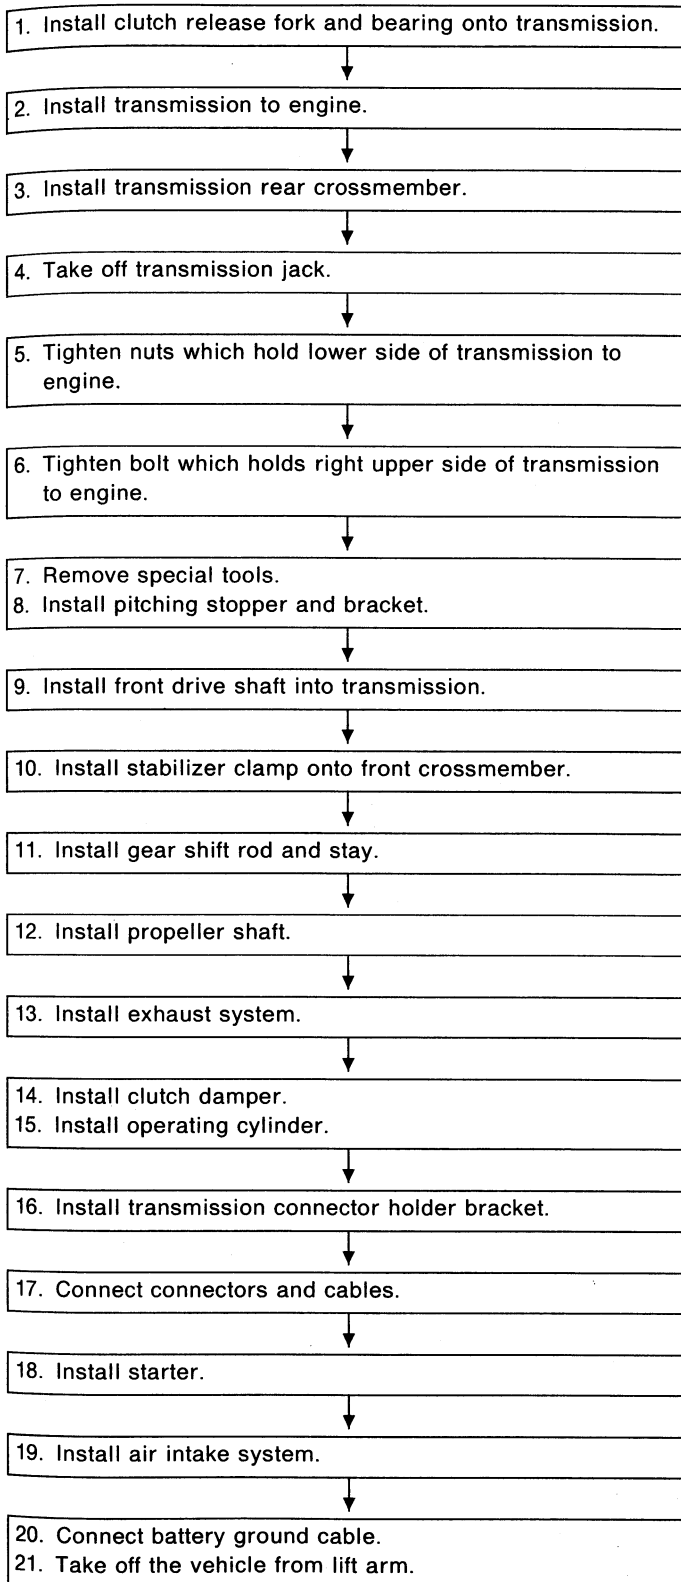 1. Install clutch release fork and bearing onto transmission.
2. Install transmission to engine.
3. Install transmission rear crossmember.
4. Take off transmission jack.
5. Tighten nuts which hold lower side of transmission to
engine.
6. Tighten bolt which holds right upper side of transmission
to engine.
7. Remove special tools.
8. Install pitching stopper and bracket.
9. Install front drive shaft into transmission.
10. Install stabilizer clamp onto front crossmember.
11. Install gear shift rod and stay.
12. Install propeller shaft.
13. Install exhaust system.
14. Install clutch damper.
15. Install operating cylinder.
16. Install transmission connector holder bracket.
17. Connect connectors and cables.
18. Install starter.
19. Install air intake system.
20. Connect battery ground cable.
21. Take off the vehicle from lift arm.